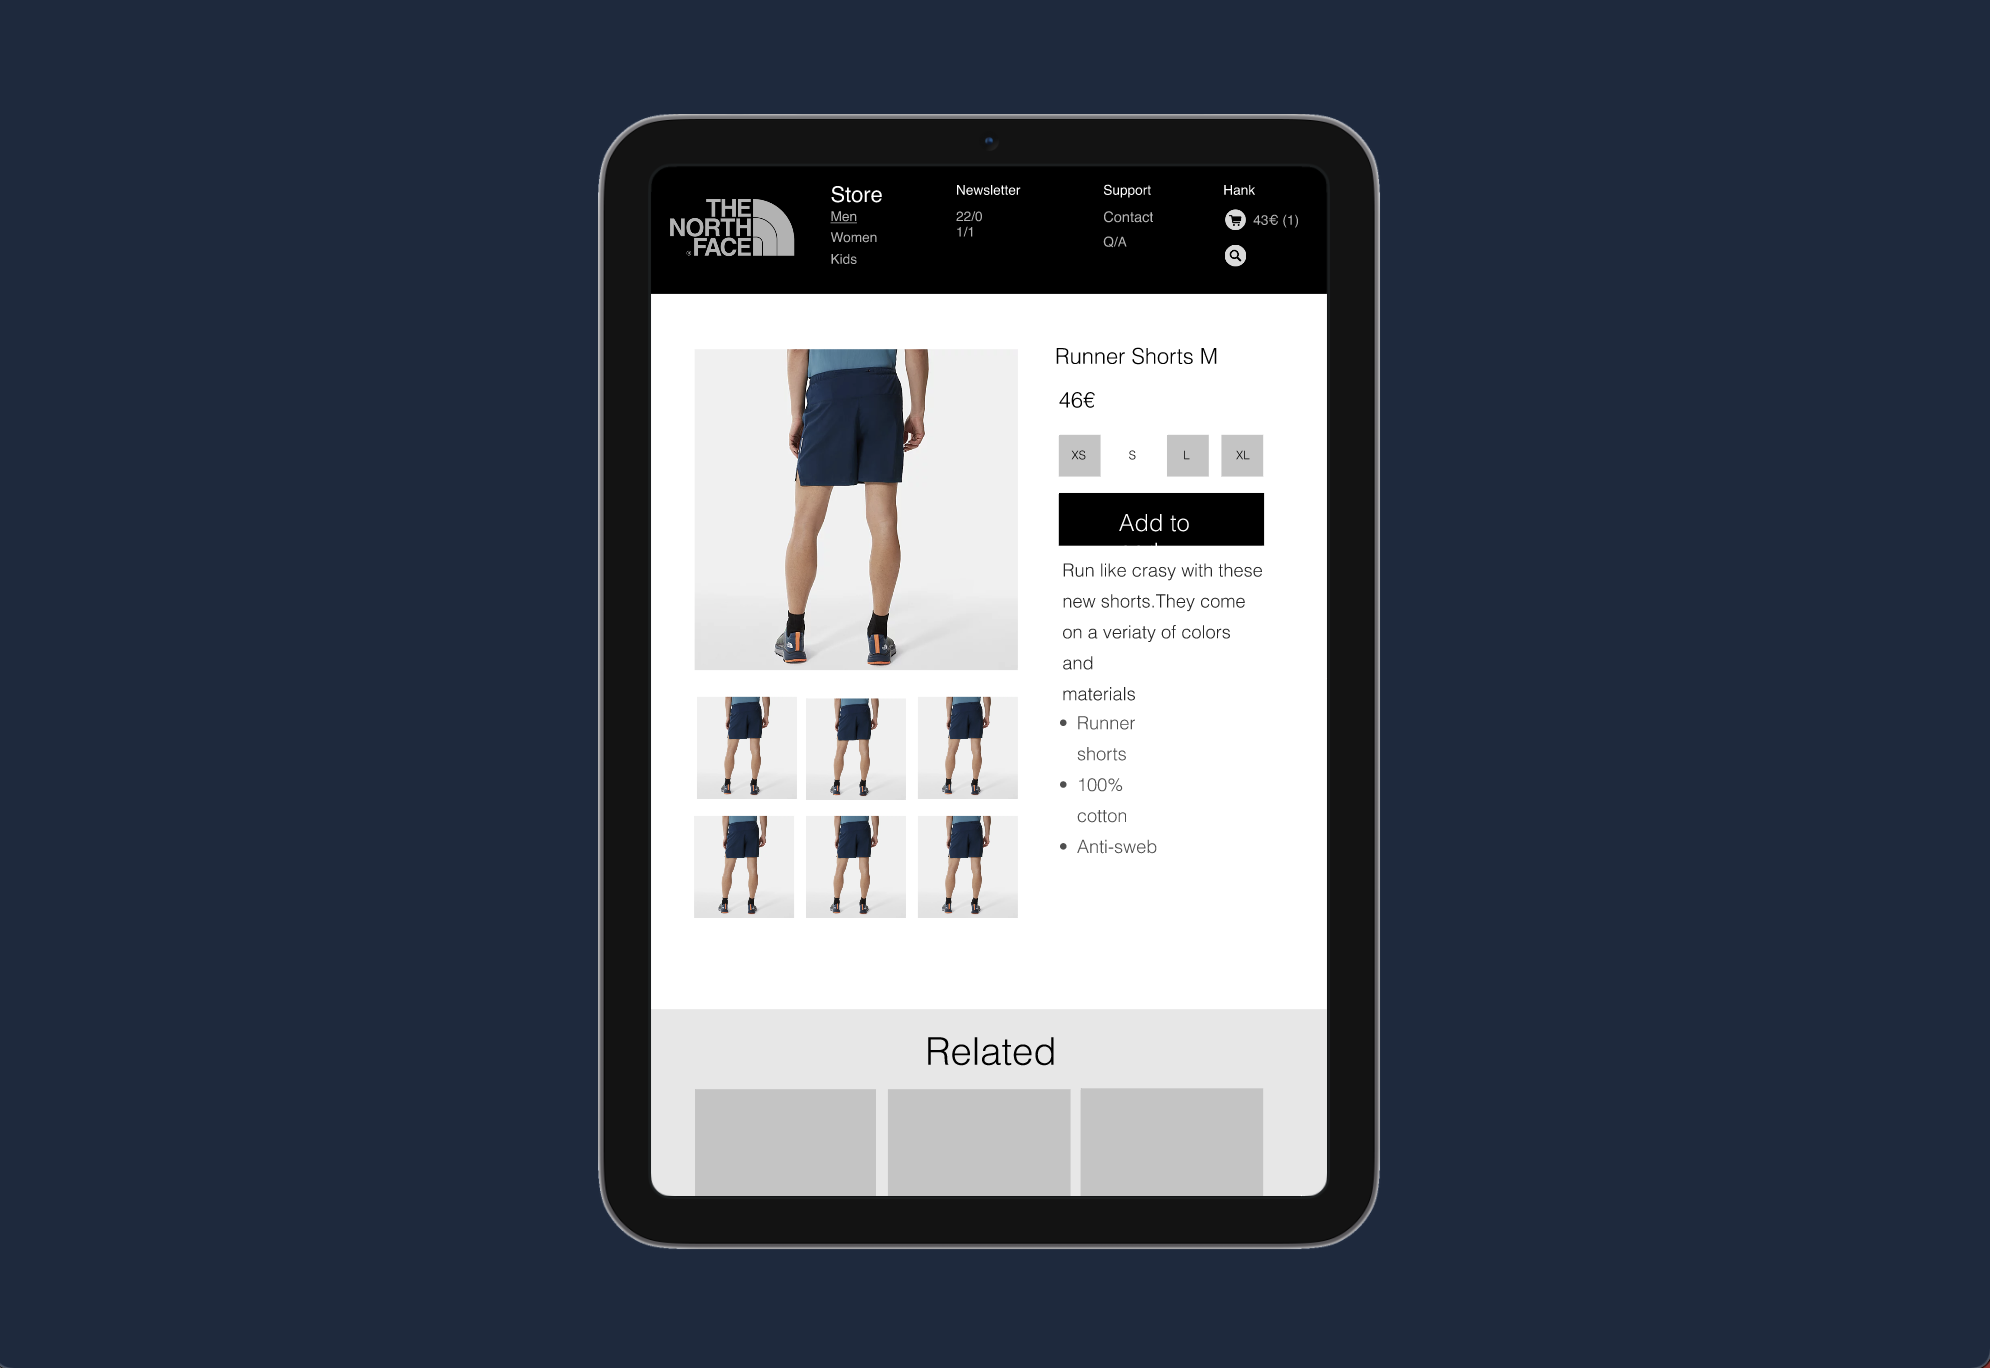 THE
NORTH
FACE
Store
Men
Women
Kids
Newsletter
22/0
1/1
Support
Contact
Q/A
Hank
43€ (1)
Runner Shorts M
46€
XS S L XL
Add to
Run like crasy with these
new shorts.They come
on a veriaty of colors
and
materials
• Runner
shorts
• 100%
cotton
• Anti-sweb
Related